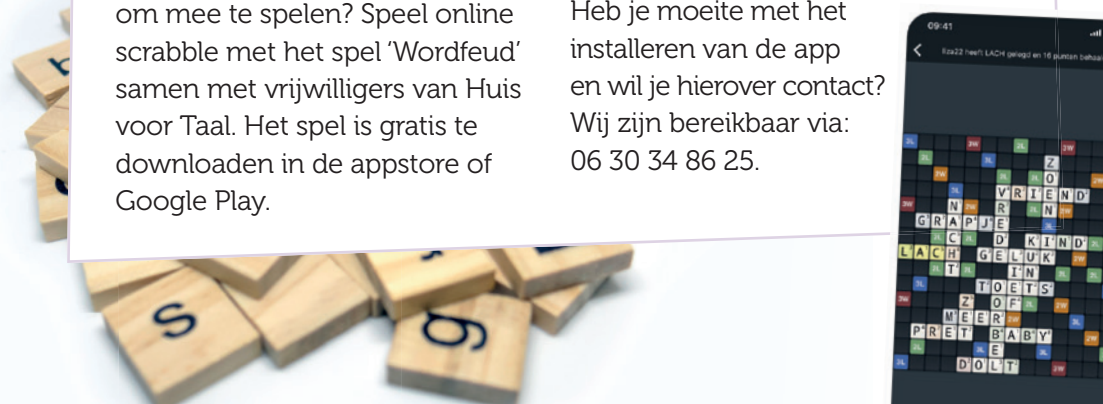 om mee te spelen? Speel online
scrabble met het spel ‘Wordfeud’
samen met vrijwilligers van Huis
voor Taal. Het spel is gratis te
downloaden in de appstore of
Google Play.
Heb je moeite met het
installeren van de app
en wil je hierover contact?
Wij zijn bereikbaar via:
06 30 34 86 25.
s
g
09:41
heeft LACH gelegd en 16 punten
VRIEND
GRAPJE
KIND
LACH
GELUK
TOETS
MEER
PRET
BABY
DOLT